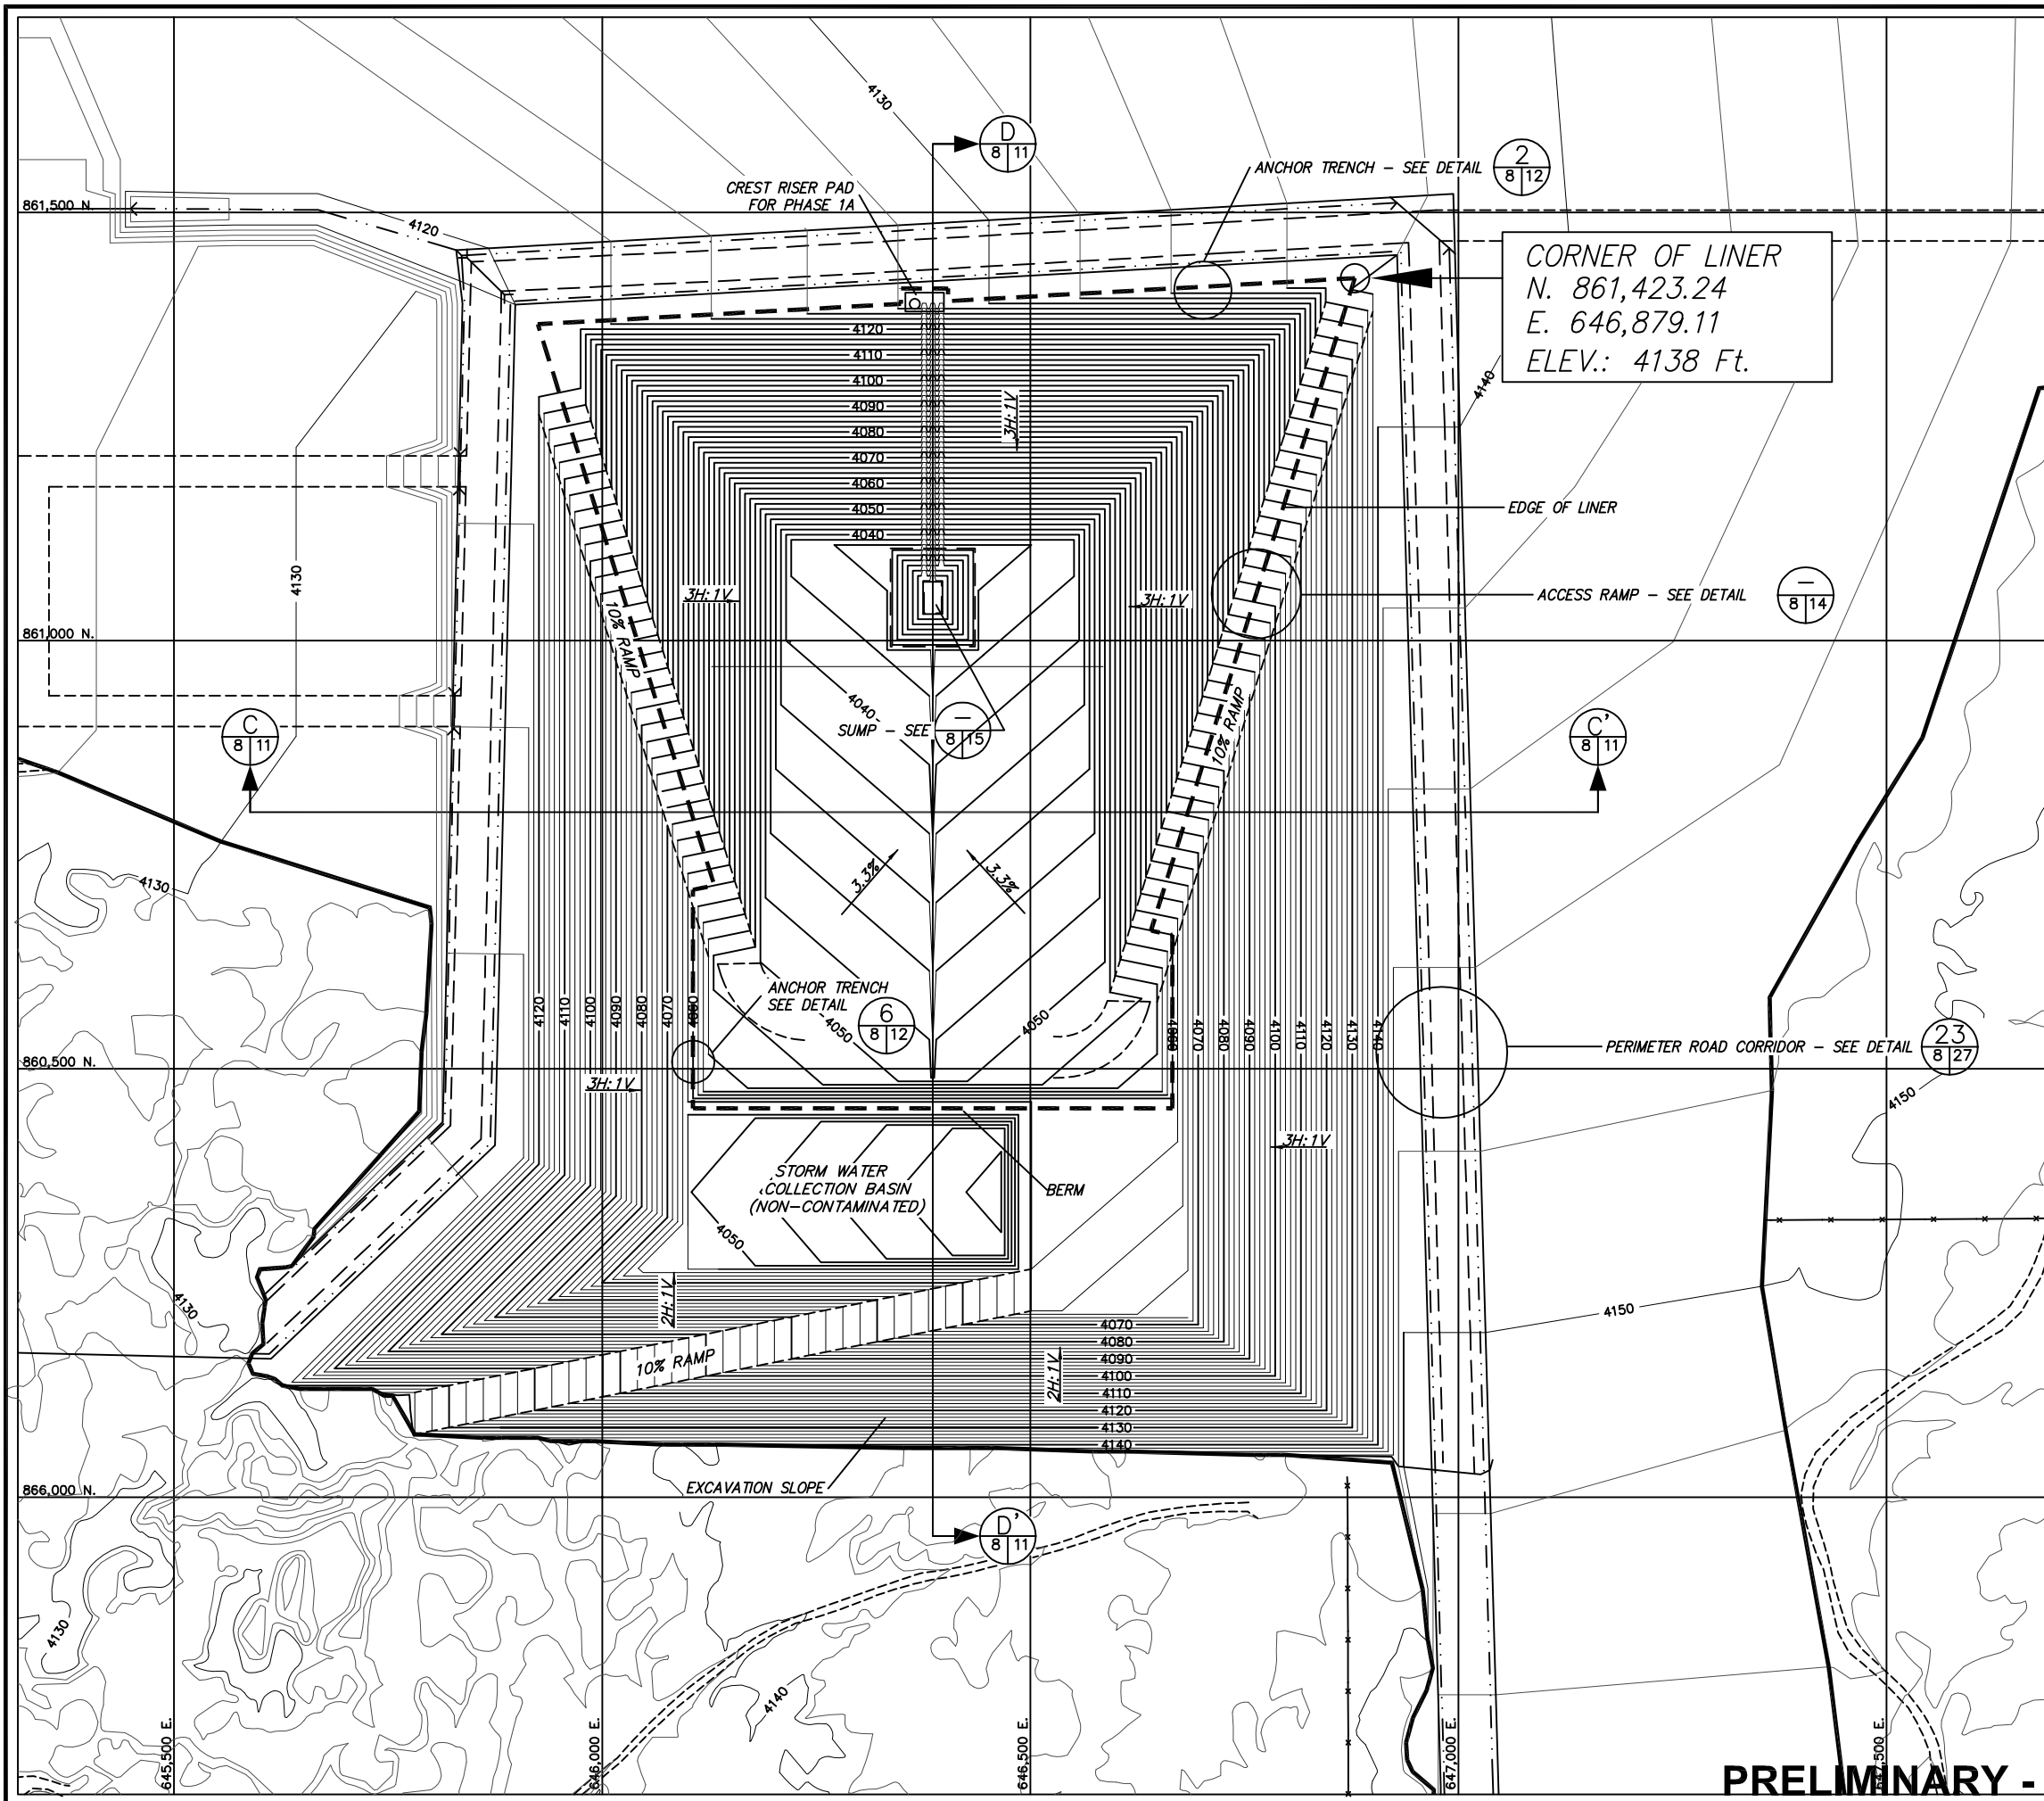 4130
D
8 11
ANCHOR TRENCH – SEE DETAIL
2
8 12
CREST RISER PAD
FOR PHASE 1A
861,500 N.
4120
CORNER OF LINER
N. 861,423.24
E. 646,879.11
ELEV.: 4138 Ft.
4120
4110
4100
4090
4080
4070
4060
4050
4040
3H:1V
4140
EDGE OF LINER
4130
3H:1V
3H:1V
ACCESS RAMP – SEE DETAIL
–
8 14
10% RAMP
861,000 N.
10% RAMP
4040
SUMP – SEE
–
8 15
C
8 11
C'
8 11
3.3%
3.3%
4130
ANCHOR TRENCH
SEE DETAIL
6
8 12
4050
4050
4120
4110
4100
4090
4080
4070
4060
4060
4070
4080
4090
4100
4110
4120
4130
4140
PERIMETER ROAD CORRIDOR – SEE DETAIL
23
8 27
860,500 N.
3H:1V
4150
3H:1V
STORM WATER
COLLECTION BASIN
(NON-CONTAMINATED)
BERM
4050
4130
2H:1V
4150
4070
4080
4090
4100
4110
4120
4130
4140
10% RAMP
2H:1V
EXCAVATION SLOPE
866,000 N.
D'
8 11
4130
4140
645,500 E.
646,000 E.
646,500 E.
647,000 E.
647,500 E.
PRELIMINARY -